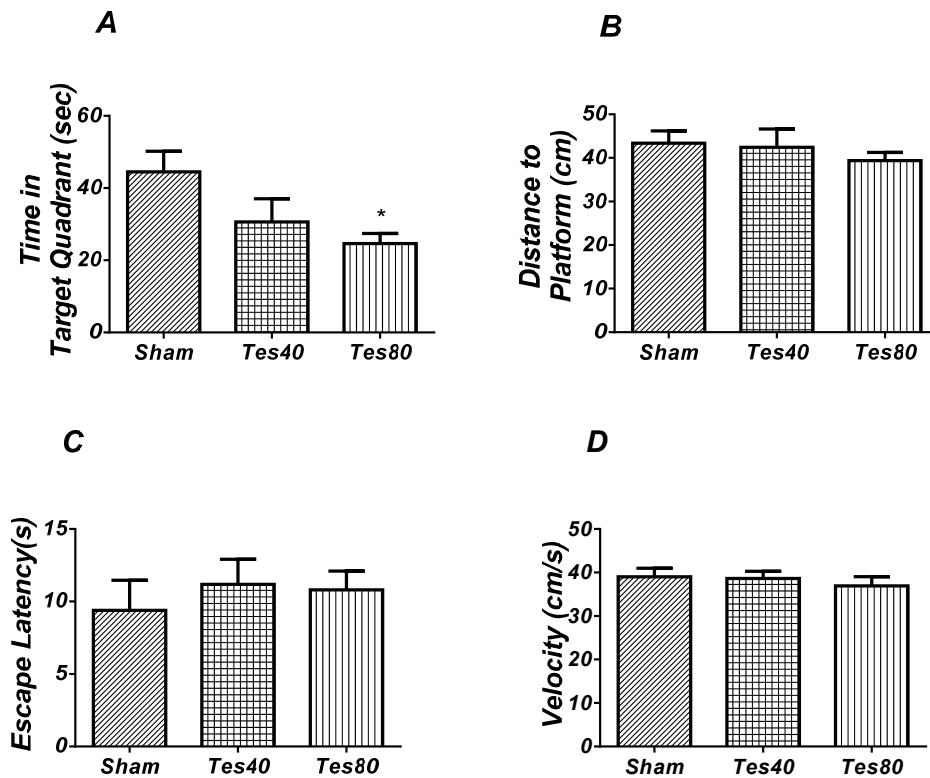 A
Time in
Target Quadrant (sec)
60
40
20
0
*
Sham
Tes40
Tes80
B
Distance to
Platform (cm)
50
40
30
20
10
0
Sham
Tes40
Tes80
C
Escape Latency(s)
15
10
5
0
Sham
Tes40
Tes80
D
Velocity (cm/s)
50
40
30
20
10
0
Sham
Tes40
Tes80